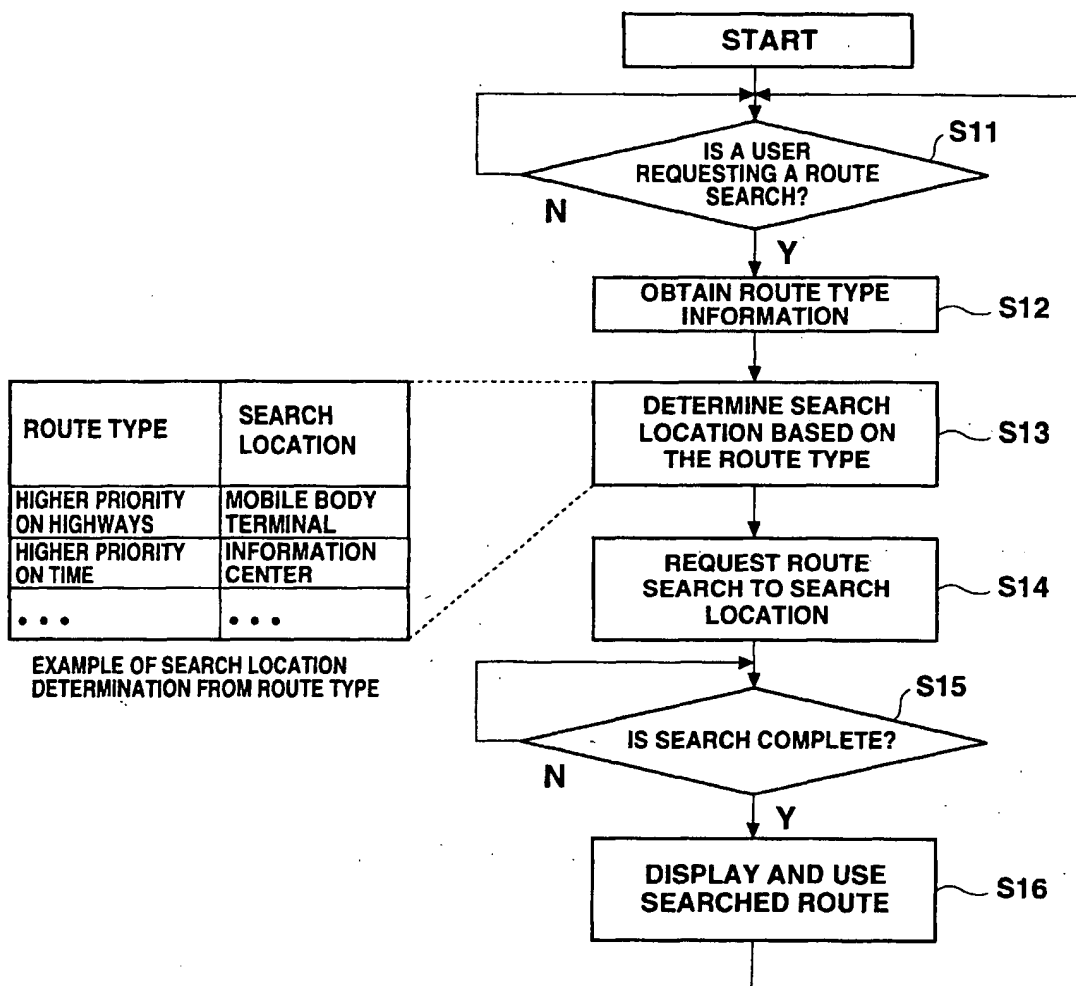 START
S11
IS A USER
REQUESTING A ROUTE
SEARCH?
N
Y
OBTAIN ROUTE TYPE
INFORMATION
S12
DETERMINE SEARCH
LOCATION BASED ON
THE ROUTE TYPE
S13
ROUTE TYPE
SEARCH
LOCATION
HIGHER PRIORITY
ON HIGHWAYS
MOBILE BODY
TERMINAL
HIGHER PRIORITY
ON TIME
INFORMATION
CENTER
• • •
• • •
EXAMPLE OF SEARCH LOCATION
DETERMINATION FROM ROUTE TYPE
REQUEST ROUTE
SEARCH TO SEARCH
LOCATION
S14
S15
IS SEARCH COMPLETE?
N
Y
DISPLAY AND USE
SEARCHED ROUTE
S16